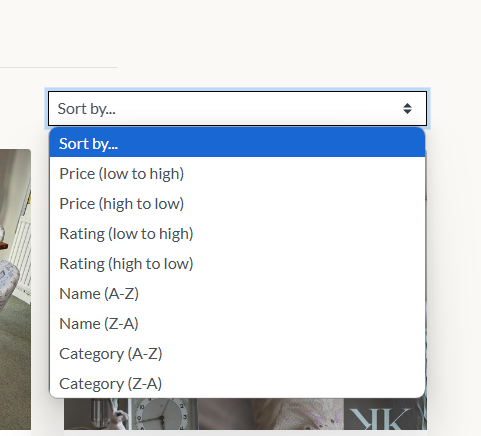 Sort by...
Sort by...
Price (low to high)
Price (high to low)
Rating (low to high)
Rating (high to low)
Name (A-Z)
Name (Z-A)
Category (A-Z)
Category (Z-A)
KK